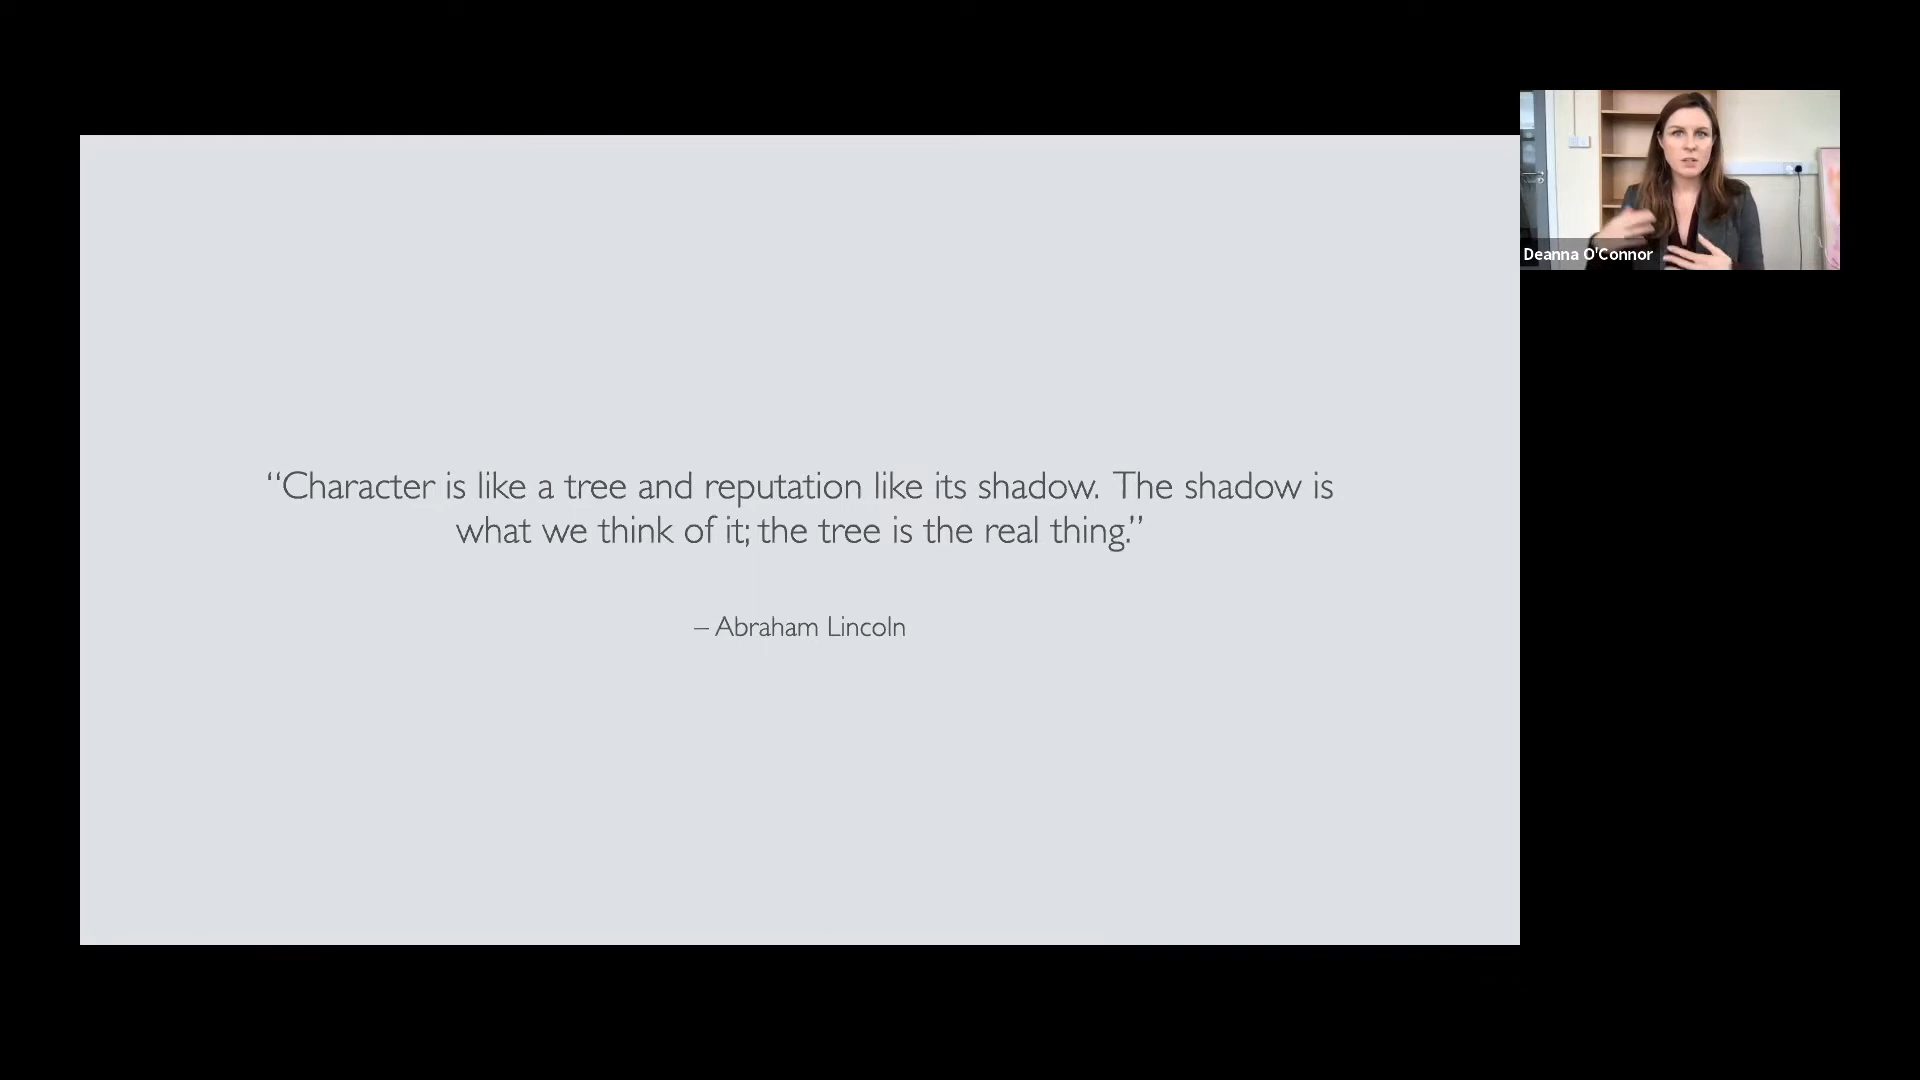 “Character is like a tree and reputation like its shadow. The shadow is
what we think of it; the tree is the real thing.”
– Abraham Lincoln
Deanna O'Connor